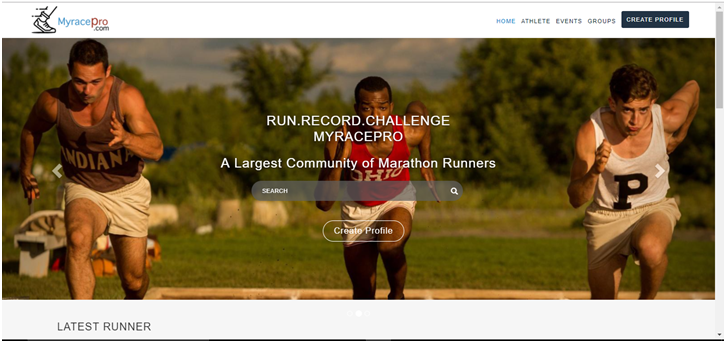 Myracepro
.com
HOME ATHLETE EVENTS GROUPS CREATE PROFILE
RUN.RECORD.CHALLENGE
MYRACEPRO
A Largest Community of Marathon Runners
SEARCH
Create Profile
INDIANA
OHIO
P
LATEST RUNNER